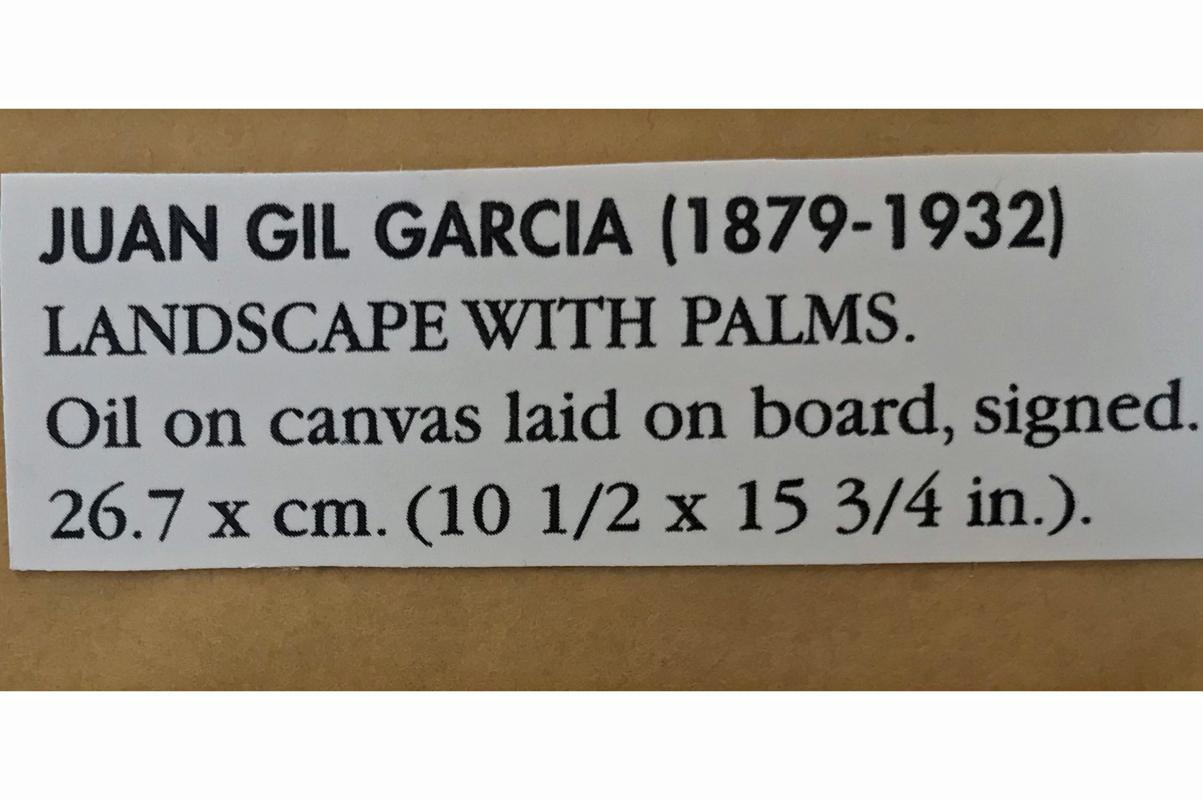 JUAN GIL GARCIA (1879-1932)
LANDSCAPE WITH PALMS.
Oil on canvas laid on board, signed.
26.7 x cm. (10 1/2 x 15 3/4 in.).